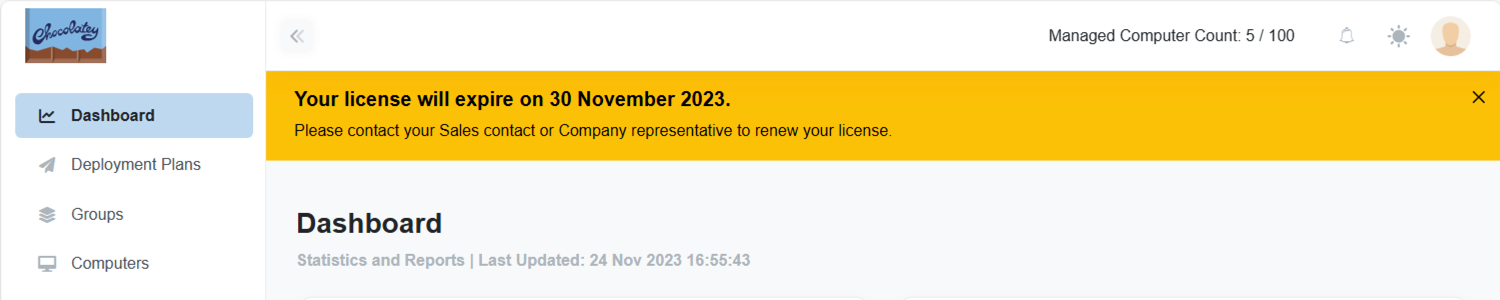 Chocolatey
Managed Computer Count: 5 / 100
Your license will expire on 30 November 2023.
Please contact your Sales contact or Company representative to renew your license.
Dashboard
Deployment Plans
Groups
Computers
Dashboard
Statistics and Reports | Last Updated: 24 Nov 2023 16:55:43